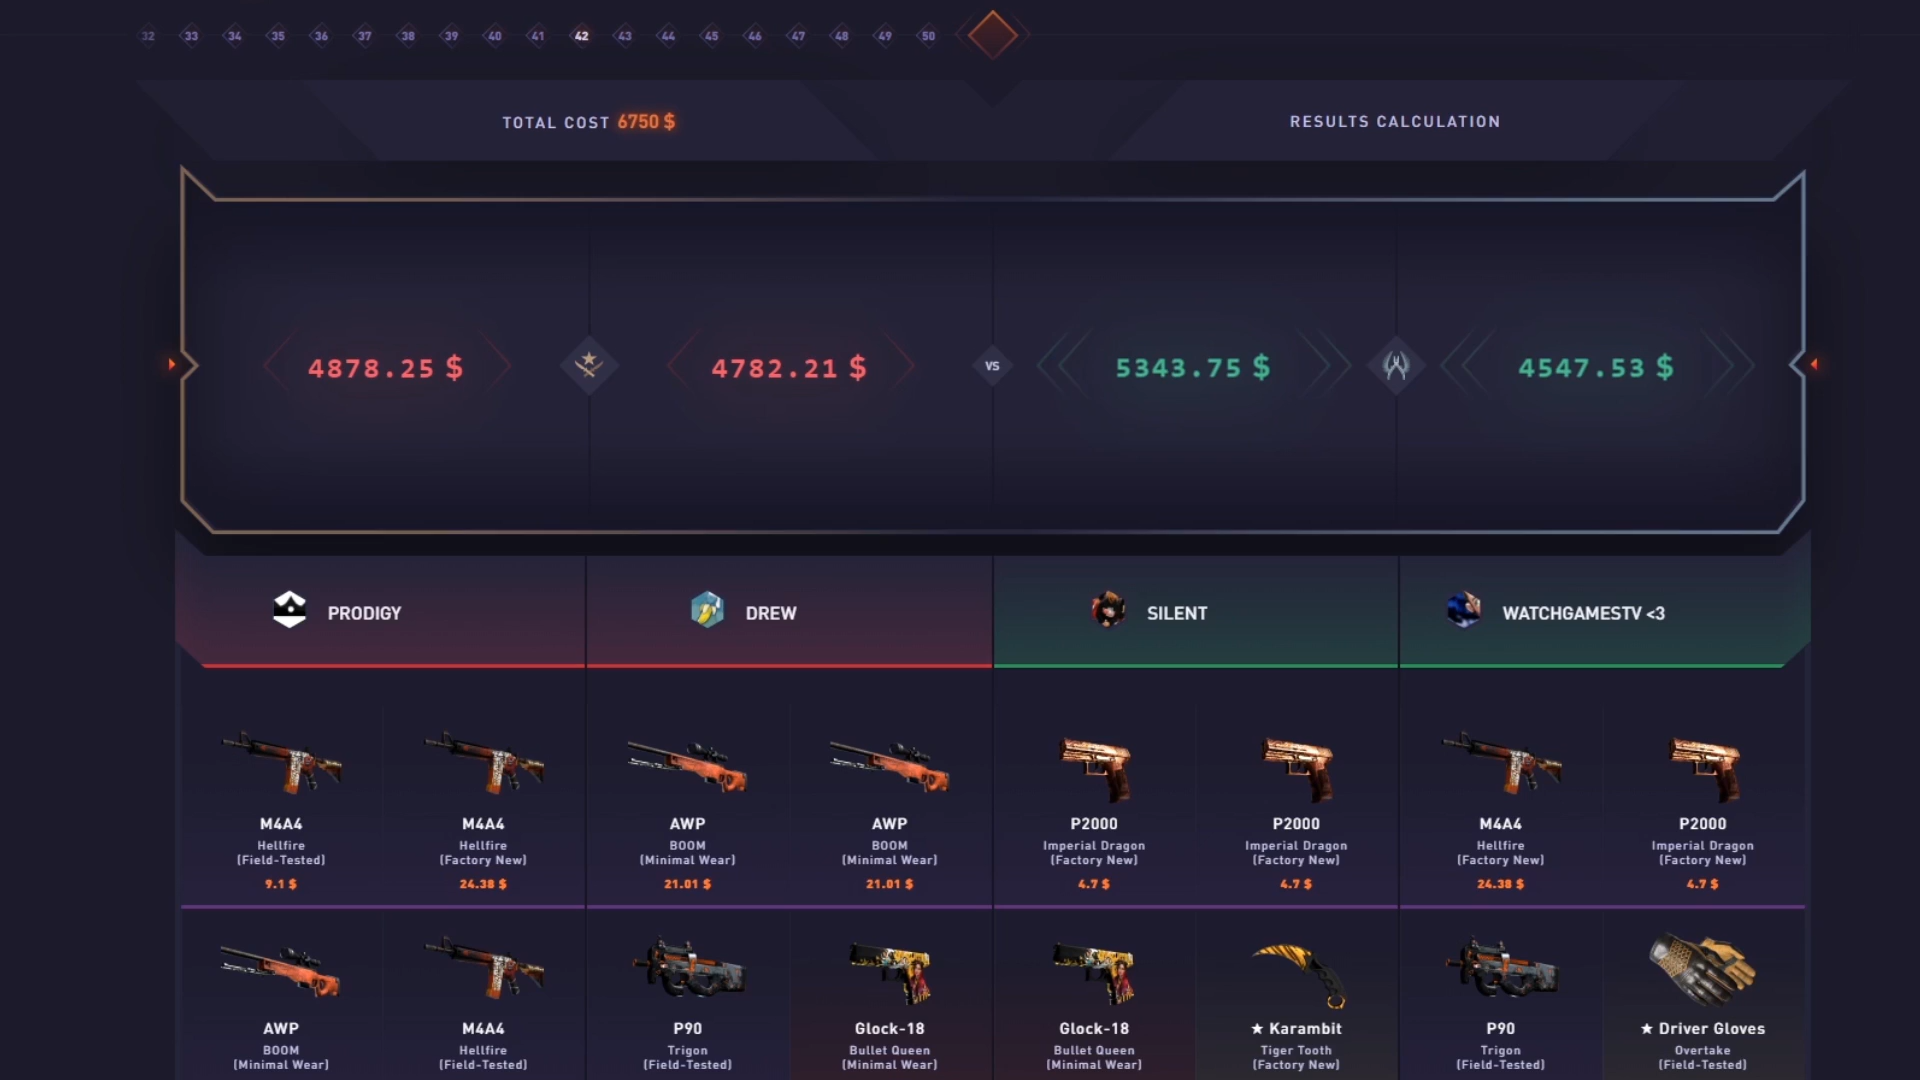 32 33 34 35 36 37 38 39 40 41 42 43 44 45 46 47 48 49 50
TOTAL COST 6750 $
RESULTS CALCULATION
4878.25 $
4782.21 $
VS
5343.75 $
4547.53 $
PRODIGY
DREW
SILENT
WATCHGAMESTV <3
M4A4
Hellfire
(Field-Tested)
9.1 $
M4A4
Hellfire
(Factory New)
24.38 $
AWP
BOOM
(Minimal Wear)
21.01 $
AWP
BOOM
(Minimal Wear)
21.01 $
P2000
Imperial Dragon
(Factory New)
4.7 $
P2000
Imperial Dragon
(Factory New)
4.7 $
M4A4
Hellfire
(Factory New)
24.38 $
P2000
Imperial Dragon
(Factory New)
4.7 $
AWP
BOOM
(Minimal Wear)
M4A4
Hellfire
(Field-Tested)
P90
Trigon
(Field-Tested)
Glock-18
Bullet Queen
(Minimal Wear)
Glock-18
Bullet Queen
(Minimal Wear)
★ Karambit
Tiger Tooth
(Factory New)
P90
Trigon
(Field-Tested)
★ Driver Gloves
Overtake
(Field-Tested)